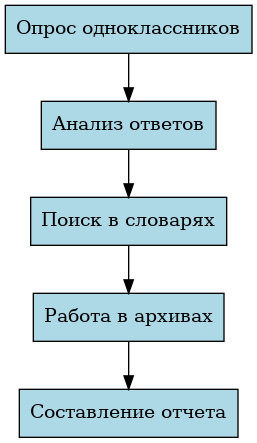 Опрос одноклассников
Анализ ответов
Поиск в словарях
Работа в архивах
Составление отчета